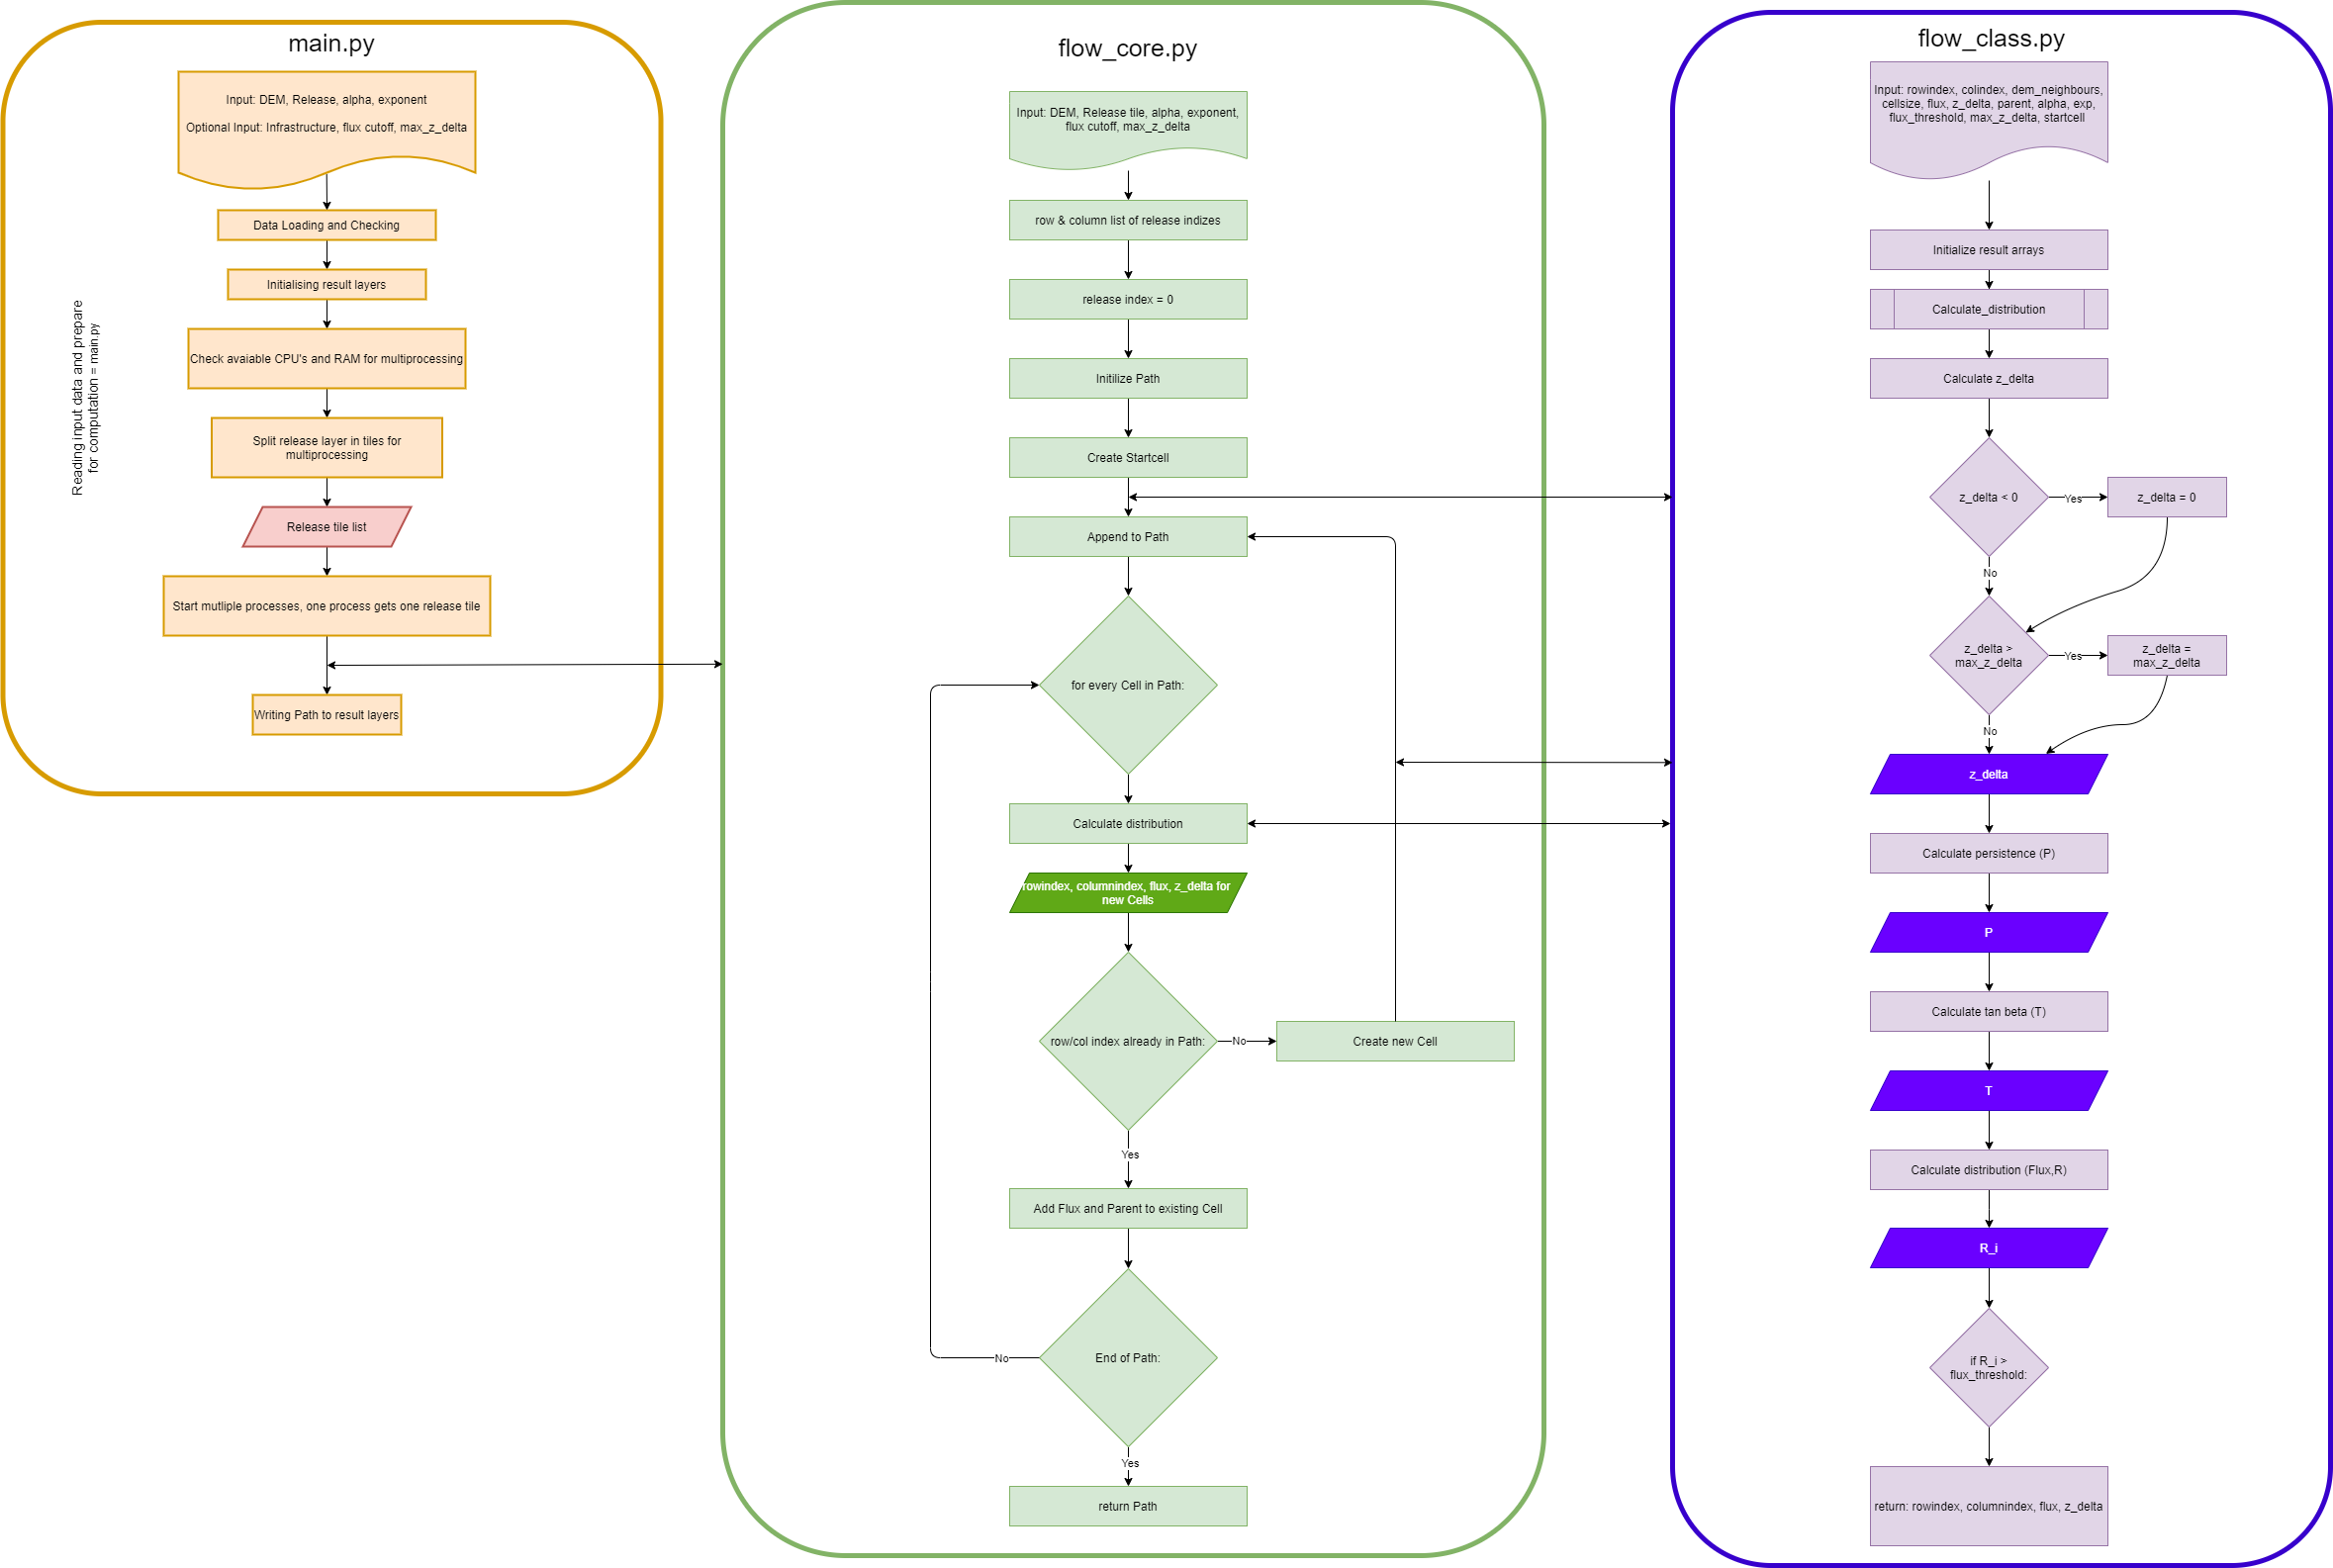 main.py
Input: DEM, Release, alpha, exponent
Optional Input: Infrastructure, flux cutoff, max_z_delta
Data Loading and Checking
Initialising result layers
Check avaiable CPU's and RAM for multiprocessing
Split release layer in tiles for
multiprocessing
Release tile list
Start mutliple processes, one process gets one release tile
Writing Path to result layers
Reading input data and prepare
for computation = main.py
flow_core.py
Input: DEM, Release tile, alpha, exponent,
flux cutoff, max_z_delta
row & column list of release indizes
release index = 0
Initilize Path
Create Startcell
Append to Path
for every Cell in Path:
Calculate distribution
rowindex, columnindex, flux, z_delta for
new Cells
row/col index already in Path:
No
Create new Cell
Yes
Add Flux and Parent to existing Cell
End of Path:
No
Yes
return Path
flow_class.py
Input: rowindex, colindex, dem_neighbours,
cellsize, flux, z_delta, parent, alpha, exp,
flux_threshold, max_z_delta, startcell
Initialize result arrays
Calculate_distribution
Calculate z_delta
z_delta < 0
Yes
z_delta = 0
No
z_delta >
max_z_delta
Yes
z_delta =
max_z_delta
No
z_delta
Calculate persistence (P)
P
Calculate tan beta (T)
T
Calculate distribution (Flux,R)
R_i
if R_i >
flux_threshold:
return: rowindex, columnindex, flux, z_delta